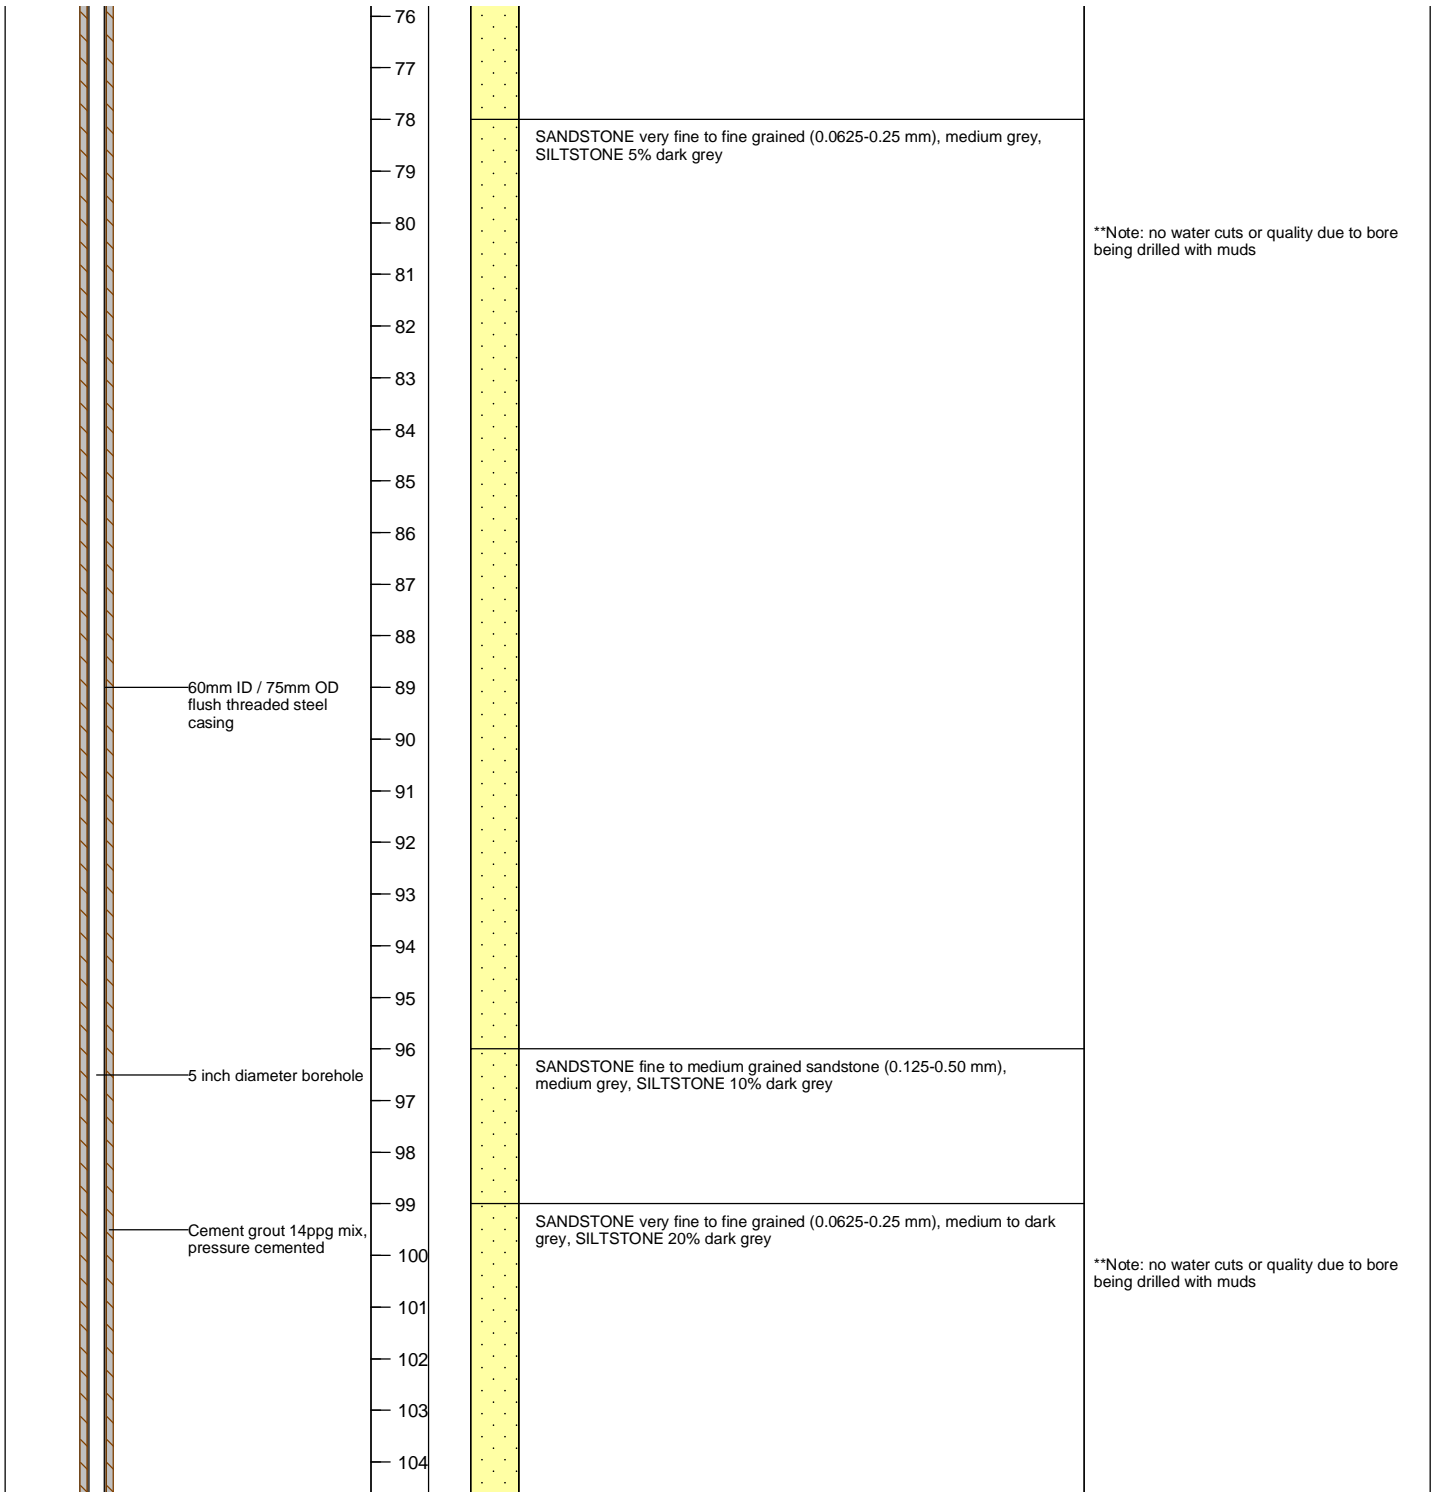 76
77
78
SANDSTONE very fine to fine grained (0.0625-0.25 mm), medium grey,
SILTSTONE 5% dark grey
79
80
**Note: no water cuts or quality due to bore
being drilled with muds
81
82
83
84
85
86
87
88
60mm ID / 75mm OD
flush threaded steel
casing
89
90
91
92
93
94
95
96
5 inch diameter borehole
SANDSTONE fine to medium grained sandstone (0.125-0.50 mm),
medium grey, SILTSTONE 10% dark grey
97
98
99
Cement grout 14ppg mix,
pressure cemented
SANDSTONE very fine to fine grained (0.0625-0.25 mm), medium to dark
grey, SILTSTONE 20% dark grey
100
**Note: no water cuts or quality due to bore
being drilled with muds
101
102
103
104